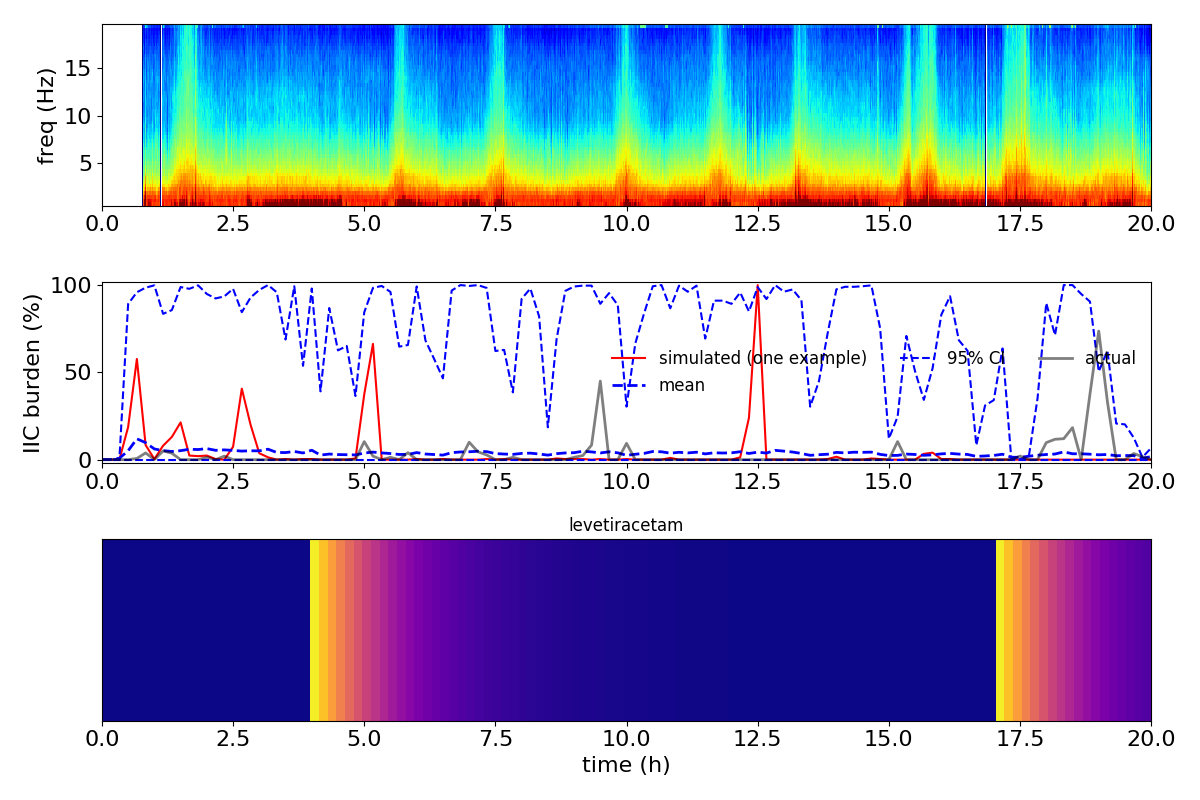 freq (Hz)
15
10
5
0.0 2.5 5.0 7.5 10.0 12.5 15.0 17.5 20.0
IIC burden (%)
100
50
0
simulated (one example) 95% CI actual
mean
0.0 2.5 5.0 7.5 10.0 12.5 15.0 17.5 20.0
levetiracetam
0.0 2.5 5.0 7.5 10.0 12.5 15.0 17.5 20.0
time (h)